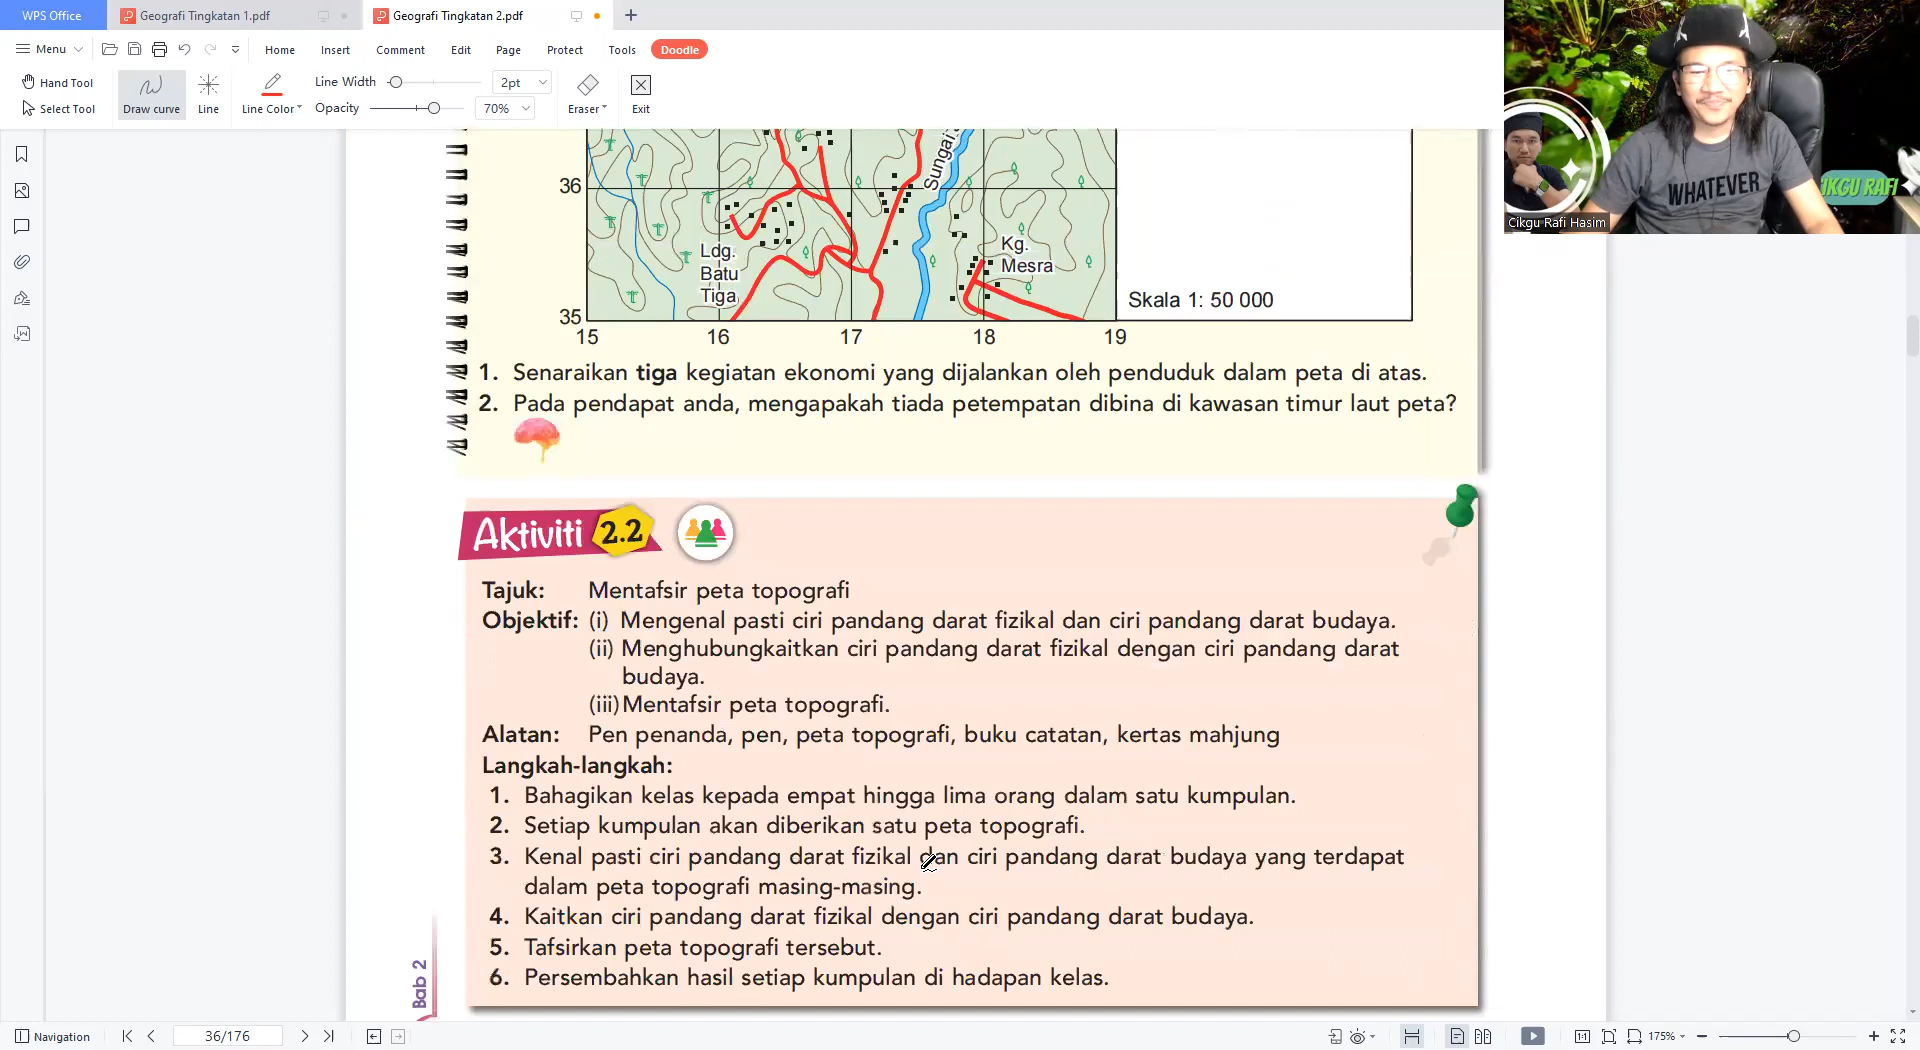 WPS Office
Geografi Tingkatan 1.pdf
Geografi Tingkatan 2.pdf
Menu
Home
Insert
Comment
Edit
Page
Protect
Tools
Doodle
Hand Tool
Select Tool
Draw curve
Line
Line Color
Line Width
2pt
Opacity
70%
Eraser
Exit
WHATEVER
IKGU RAFI
Cikgu Rafi Hasim
Sungai
36
Ldg.
Batu
Tiga
Kg.
Mesra
Skala 1: 50 000
35
15 16 17 18 19
1. Senaraikan tiga kegiatan ekonomi yang dijalankan oleh penduduk dalam peta di atas.
2. Pada pendapat anda, mengapakah tiada petempatan dibina di kawasan timur laut peta?
Aktiviti 2.2
Tajuk: Mentafsir peta topografi
Objektif: (i) Mengenal pasti ciri pandang darat fizikal dan ciri pandang darat budaya.
(ii) Menghubungkaitkan ciri pandang darat fizikal dengan ciri pandang darat
budaya.
(iii) Mentafsir peta topografi.
Alatan: Pen penanda, pen, peta topografi, buku catatan, kertas mahjung
Langkah-langkah:
1. Bahagikan kelas kepada empat hingga lima orang dalam satu kumpulan.
2. Setiap kumpulan akan diberikan satu peta topografi.
3. Kenal pasti ciri pandang darat fizikal dan ciri pandang darat budaya yang terdapat
dalam peta topografi masing-masing.
4. Kaitkan ciri pandang darat fizikal dengan ciri pandang darat budaya.
5. Tafsirkan peta topografi tersebut.
6. Persembahkan hasil setiap kumpulan di hadapan kelas.
Bab 2
Navigation
36/176
175%